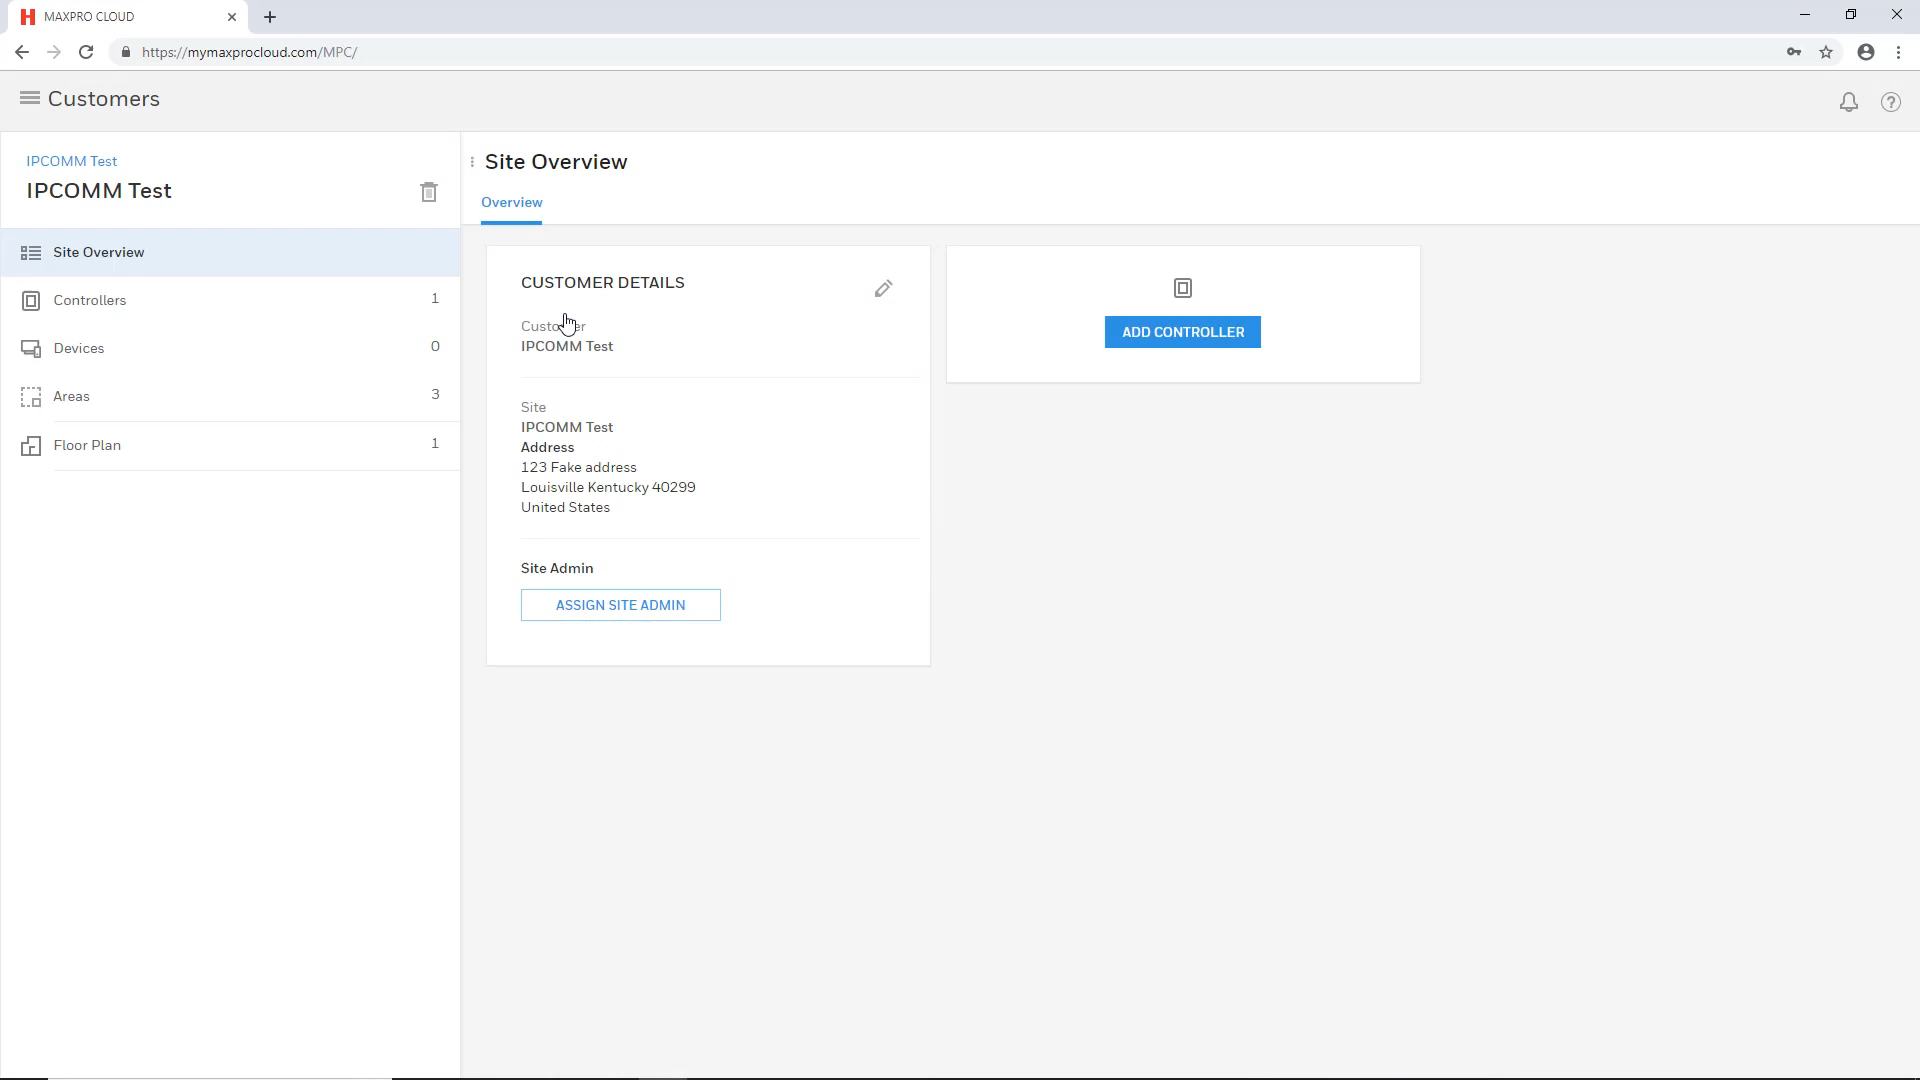 MAXPRO CLOUD
https://mymaxprocloud.com/MPC/
Customers
IPCOMM Test
IPCOMM Test
Site Overview
Controllers 1
Devices 0
Areas 3
Floor Plan 1
Site Overview
Overview
CUSTOMER DETAILS
Customer
IPCOMM Test
Site
IPCOMM Test
Address
123 Fake address
Louisville Kentucky 40299
United States
Site Admin
ASSIGN SITE ADMIN
ADD CONTROLLER